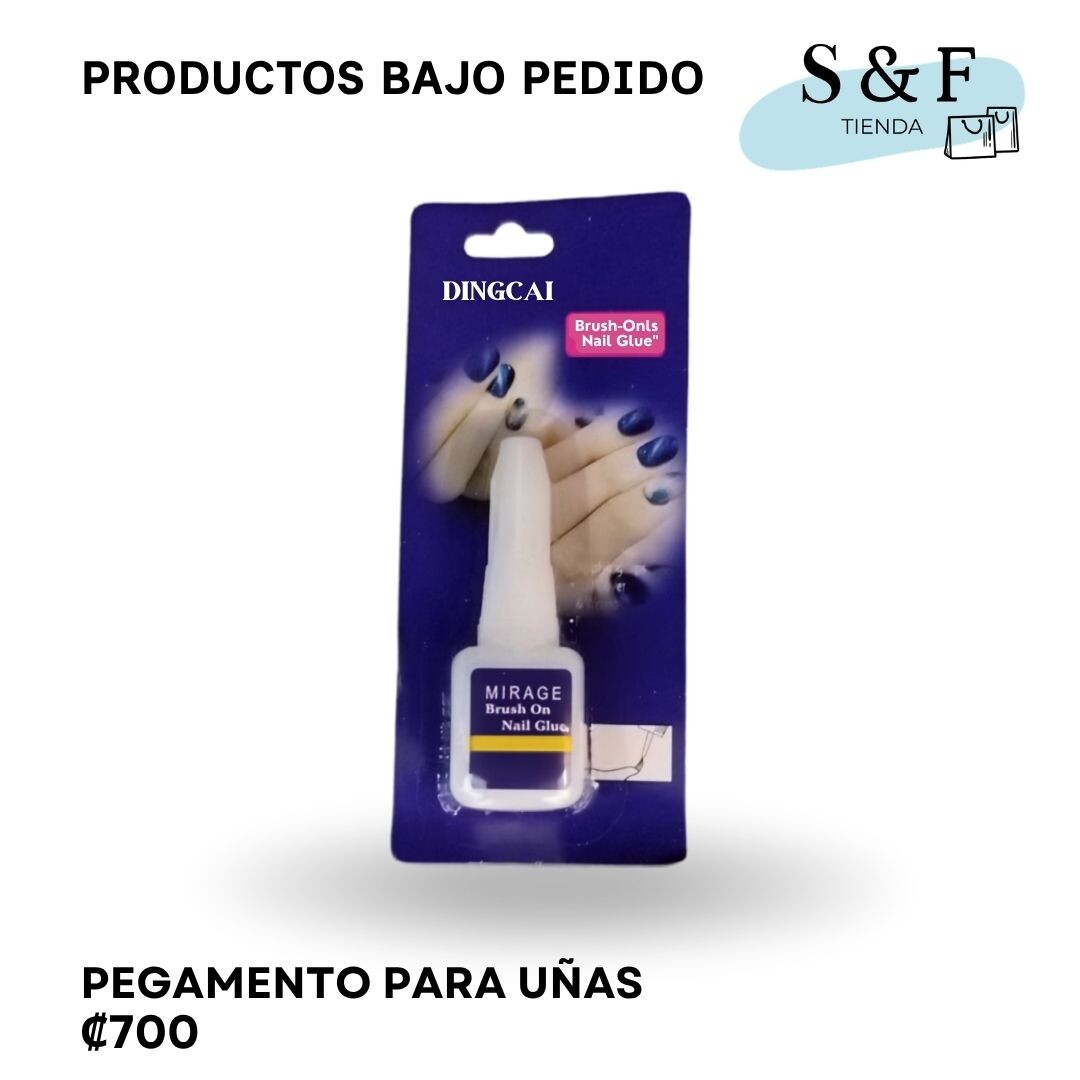 PRODUCTOS BAJO PEDIDO
S & F
TIENDA
DINGCAI
Brush-Onls
Nail Glue"
MIRAGE
Brush On
Nail Glue
PEGAMENTO PARA UÑAS
₡700